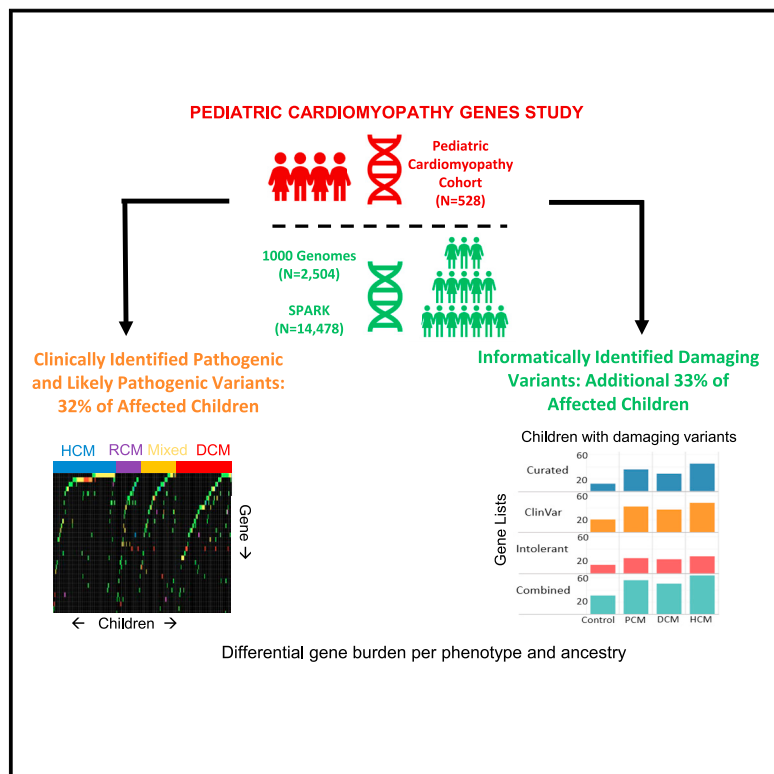 PEDIATRIC CARDIOMYOPATHY GENES STUDY
Pediatric
Cardiomyopathy
Cohort
(N=528)
1000 Genomes
(N=2,504)
SPARK
(N=14,478)
Clinically Identified Pathogenic
and Likely Pathogenic Variants:
32% of Affected Children
HCM RCM Mixed DCM
Gene →
← Children →
Informatically Identified Damaging
Variants: Additional 33% of
Affected Children
Children with damaging variants
Gene Lists
Curated
60
20
ClinVar
60
20
Intolerant
60
20
Combined
60
20
Control PCM DCM HCM
Differential gene burden per phenotype and ancestry